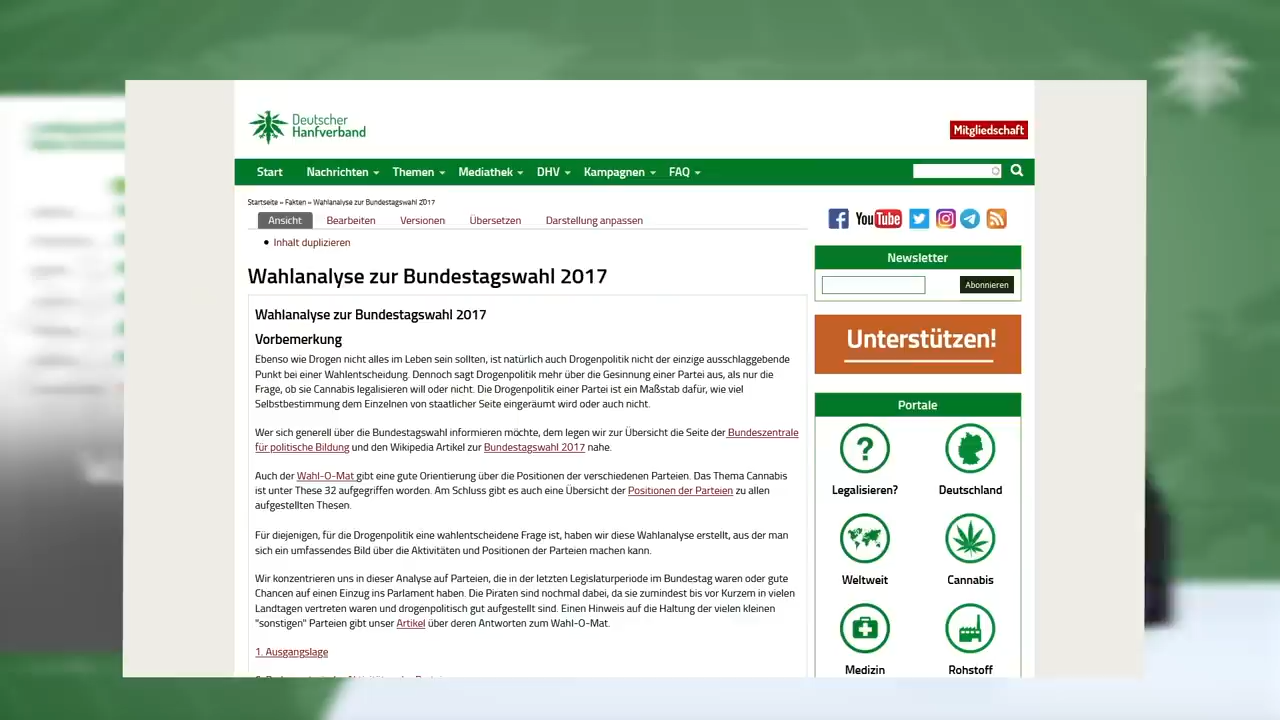 Deutscher
Hanfverband
Mitgliedschaft
Start Nachrichten Themen Mediathek DHV Kampagnen FAQ
Startseite » Fakten » Wahlanalyse zur Bundestagswahl 2017
Ansicht Bearbeiten Versionen Übersetzen Darstellung anpassen
Inhalt duplizieren
Wahlanalyse zur Bundestagswahl 2017
Wahlanalyse zur Bundestagswahl 2017
Vorbemerkung
Ebenso wie Drogen nicht alles im Leben sein sollten, ist natürlich auch Drogenpolitik nicht der einzige ausschlaggebende
Punkt bei einer Wahlentscheidung. Dennoch sagt Drogenpolitik mehr über die Gesinnung einer Partei aus, als nur die
Frage, ob sie Cannabis legalisieren will oder nicht. Die Drogenpolitik einer Partei ist ein Maßstab dafür, wie viel
Selbstbestimmung dem Einzelnen von staatlicher Seite eingeräumt wird oder auch nicht.
Wer sich generell über die Bundestagswahl informieren möchte, dem legen wir zur Übersicht die Seite der Bundeszentrale
für politische Bildung und den Wikipedia Artikel zur Bundestagswahl 2017 nahe.
Auch der Wahl-O-Mat gibt eine gute Orientierung über die Positionen der verschiedenen Parteien. Das Thema Cannabis
ist unter These 32 aufgegriffen worden. Am Schluss gibt es auch eine Übersicht der Positionen der Parteien zu allen
aufgestellten Thesen.
Für diejenigen, für die Drogenpolitik eine wahlentscheidene Frage ist, haben wir diese Wahlanalyse erstellt, aus der man
sich ein umfassendes Bild über die Aktivitäten und Positionen der Parteien machen kann.
Wir konzentrieren uns in dieser Analyse auf Parteien, die in der letzten Legislaturperiode im Bundestag waren oder gute
Chancen auf einen Einzug ins Parlament haben. Die Piraten sind nochmal dabei, da sie zumindest bis vor Kurzem in vielen
Landtagen vertreten waren und drogenpolitisch gut aufgestellt sind. Einen Hinweis auf die Haltung der vielen kleinen
"sonstigen" Parteien gibt unser Artikel über deren Antworten zum Wahl-O-Mat.
1. Ausgangslage
YouTube
Newsletter
Abonnieren
Unterstützen!
Portale
?
Legalisieren? Deutschland
Weltweit Cannabis
Medizin Rohstoff